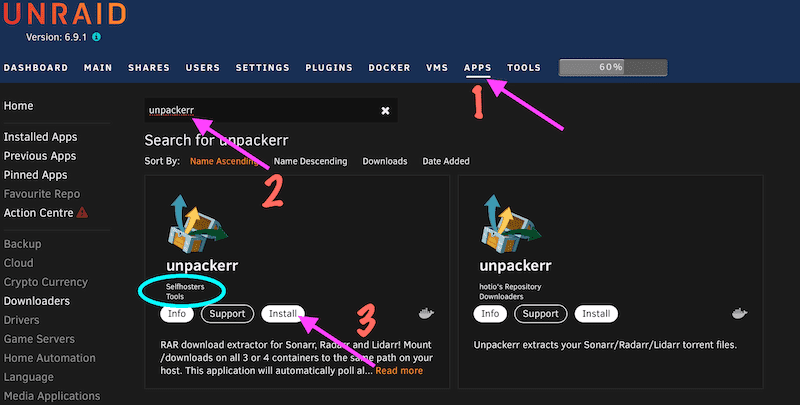 UNRAID
Version: 6.9.1
DASHBOARD MAIN SHARES USERS SETTINGS PLUGINS DOCKER VMS APPS TOOLS 60%
1
Home
unpackerr
Installed Apps
Search for unpackerr
Previous Apps
Sort By: Name Ascending Name Descending Downloads Date Added
Pinned Apps
2
Favourite Repo
Action Centre
Backup
Cloud
Crypto Currency
Downloaders
Drivers
Game Servers
Home Automation
Language
Media Applications
unpackerr
Selfhosters
Tools
3
Info Support Install
RAR download extractor for Sonarr, Radarr and Lidarr! Mount
/downloads on all 3 or 4 containers to the same path on your
host. This application will automatically poll al... Read more
unpackerr
hotio's Repository
Downloaders
Info Support Install
Unpackerr extracts your Sonarr/Radarr/Lidarr torrent files.